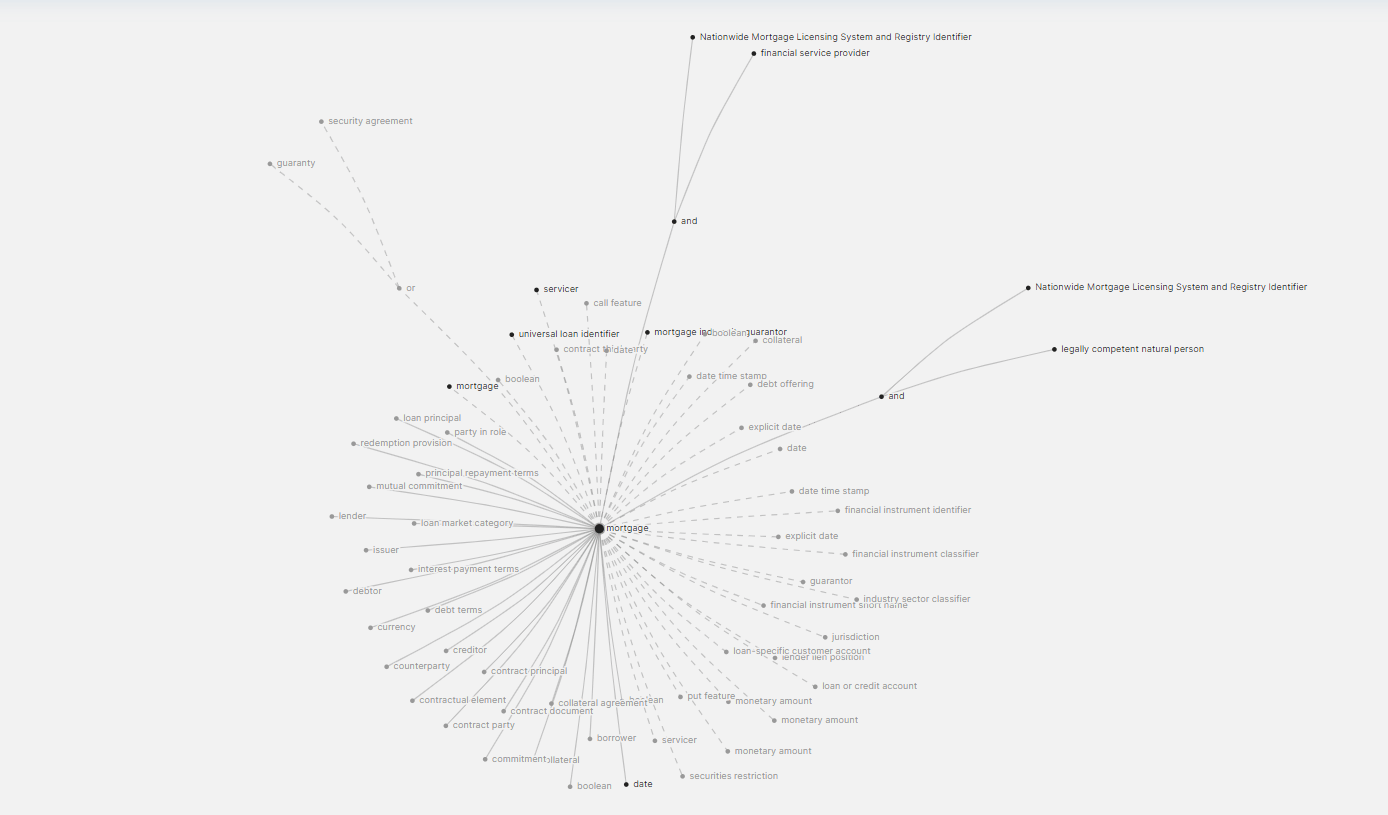 Nationwide Mortgage Licensing System and Registry Identifier
financial service provider
security agreement
guaranty
and
or
Nationwide Mortgage Licensing System and Registry Identifier
servicer
call feature
universal loan identifier
mortgage
boolean
guarantor
collateral
contract
date
legally competent natural person
boolean
date time stamp
mortgage
debt offering
and
loan principal
party in role
explicit date
redemption provision
date
principal repayment terms
mutual commitment
date time stamp
financial instrument identifier
lender
loan market category
mortgage
explicit date
issuer
financial instrument classifier
interest payment terms
guarantor
debtor
industry sector classifier
financial instrument short name
debt terms
currency
jurisdiction
creditor
loan-specific customer account
lender lien position
counterparty
contract principal
loan or credit account
put feature
contractual element
collateral agreement
monetary amount
contract document
monetary amount
contract party
borrower
servicer
monetary amount
commitment
securities restriction
boolean
date